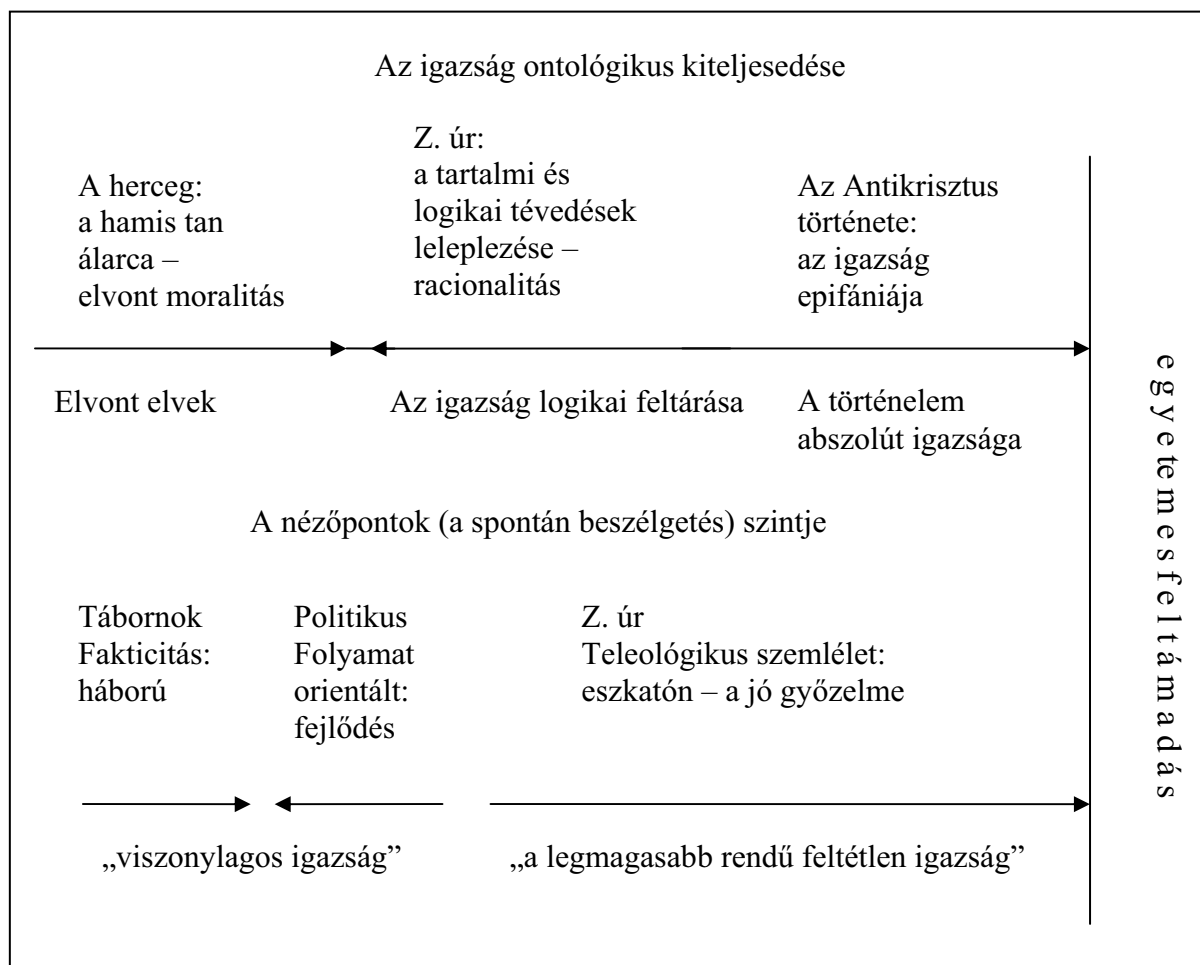 Az igazság ontológikus kiteljesedése
A herceg:
a hamis tan
álarca –
elvont moralitás
Z. úr:
a tartalmi és
logikai tévedések
leleplezése –
racionalitás
Az Antikrisztus
története:
az igazság
epifániája
Elvont elvek
Az igazság logikai feltárása
A történelem
abszolút igazsága
A nézőpontok (a spontán beszélgetés) szintje
Tábornok
Fakticitás:
háború
Politikus
Folyamat
orientált:
fejlődés
Z. úr
Teleológikus szemlélet:
eszkatón – a jó győzelme
„viszonylagos igazság”
„a legmagasabb rendű feltétlen igazság”
e g y e t e m e s f e l t á m a d á s